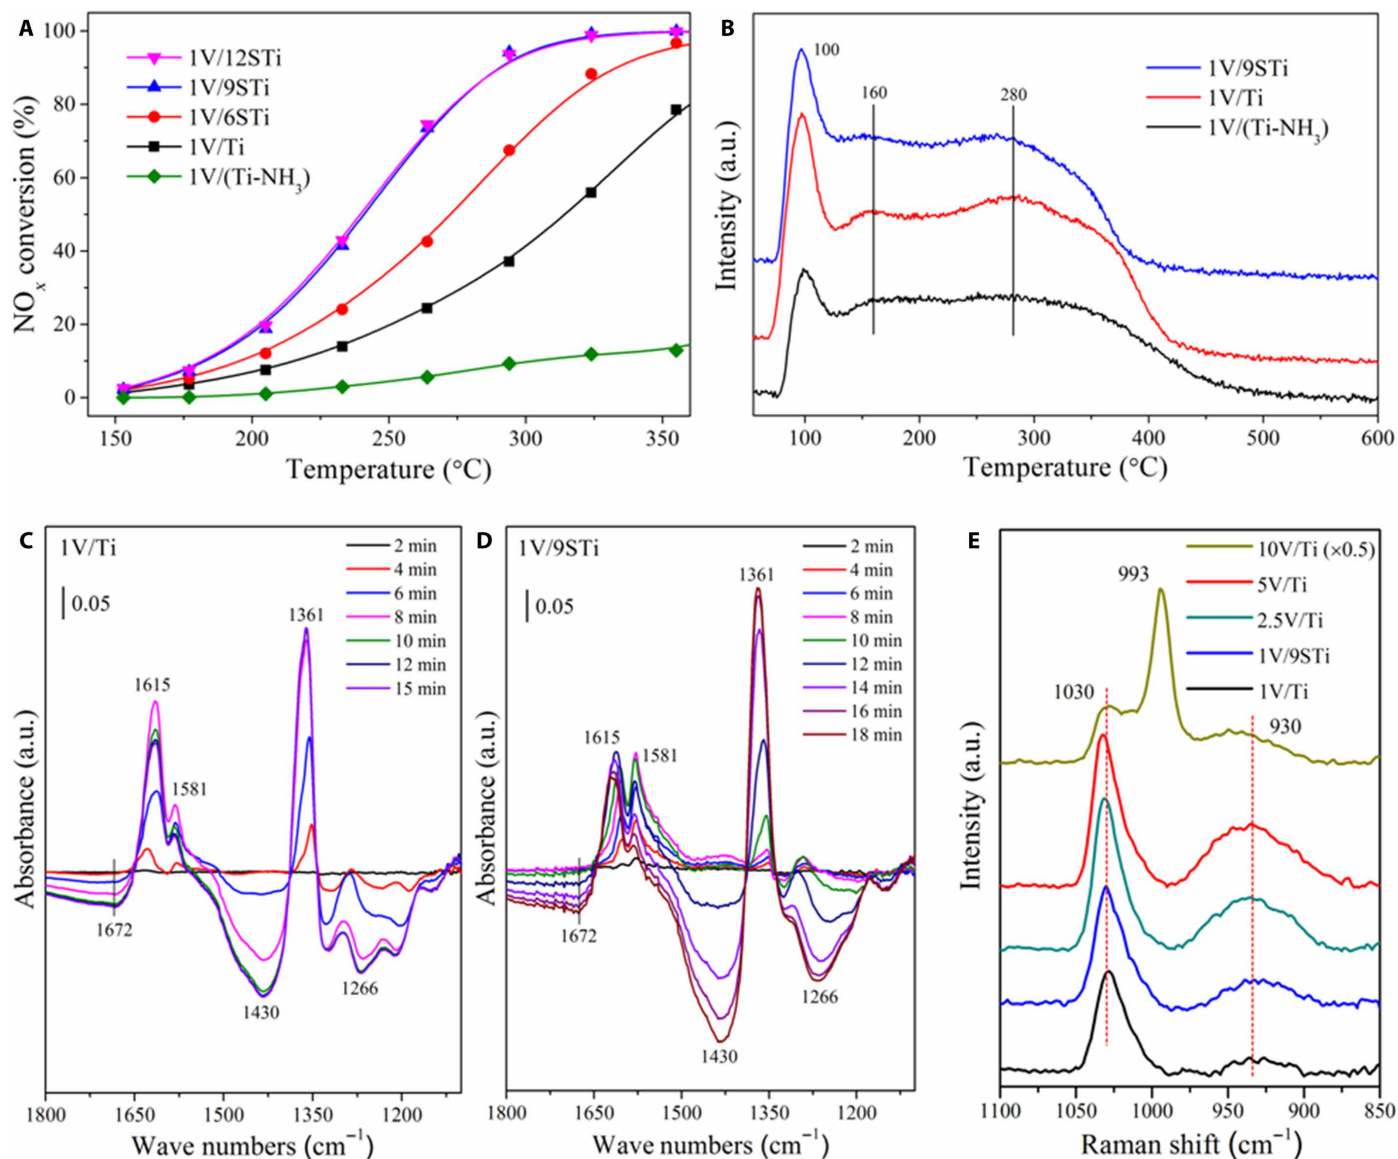 A
1V/12STi
1V/9STi
1V/6STi
1V/Ti
1V/(Ti-NH₃)
NOₓ conversion (%)
100
80
60
40
20
0
150 200 250 300 350
Temperature (°C)
B
100
160
280
1V/9STi
1V/Ti
1V/(Ti-NH₃)
Intensity (a.u.)
100 200 300 400 500 600
Temperature (°C)
C
1V/Ti
0.05
2 min
4 min
6 min
8 min
10 min
12 min
15 min
1361
1615
1581
1672
1430
1266
Absorbance (a.u.)
1800 1650 1500 1350 1200
Wave numbers (cm⁻¹)
D
1V/9STi
0.05
2 min
4 min
6 min
8 min
10 min
12 min
14 min
16 min
18 min
1361
1615
1581
1672
1430
1266
Absorbance (a.u.)
1800 1650 1500 1350 1200
Wave numbers (cm⁻¹)
E
10V/Ti (×0.5)
5V/Ti
2.5V/Ti
1V/9STi
1V/Ti
993
1030
930
Intensity (a.u.)
1100 1050 1000 950 900 850
Raman shift (cm⁻¹)